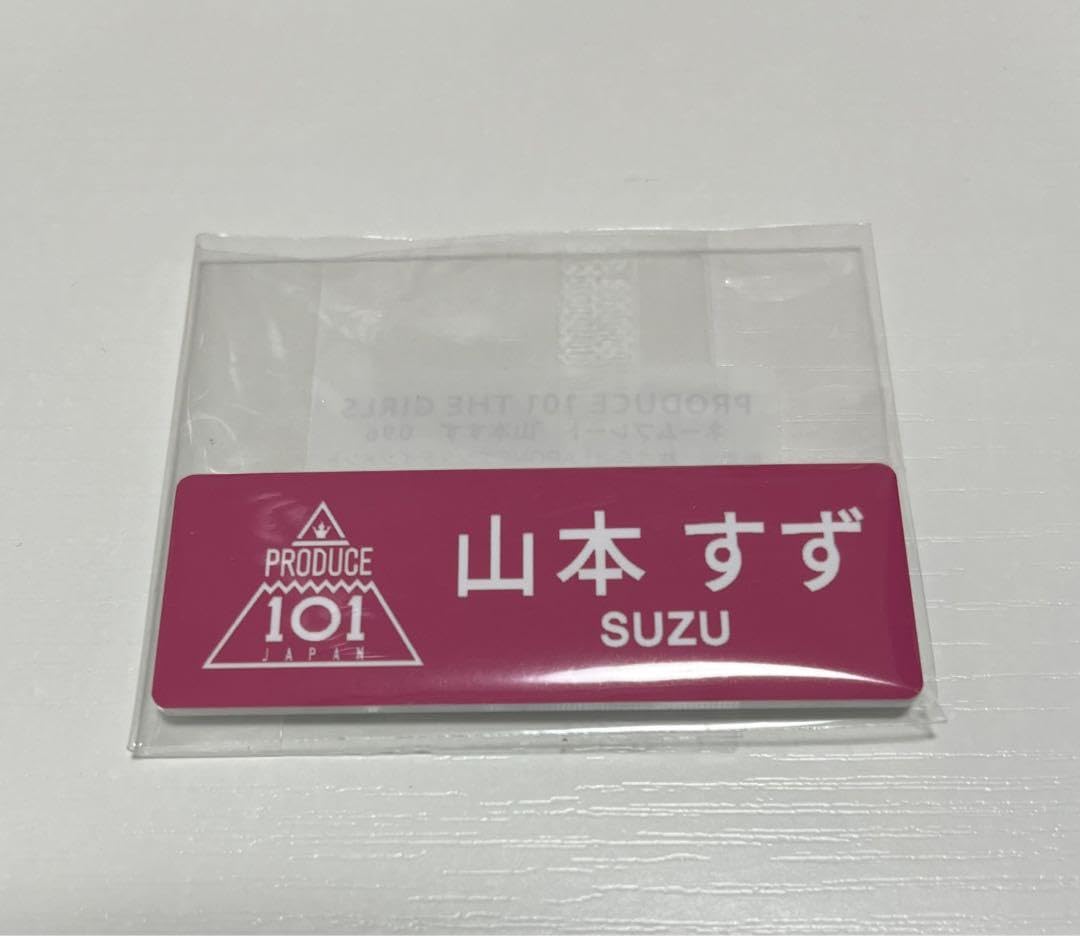 PRODUCE 101 THE GIRLS
ネームプレート 山本すず 096
PRODUCE
101
JAPAN
山本 すず
SUZU